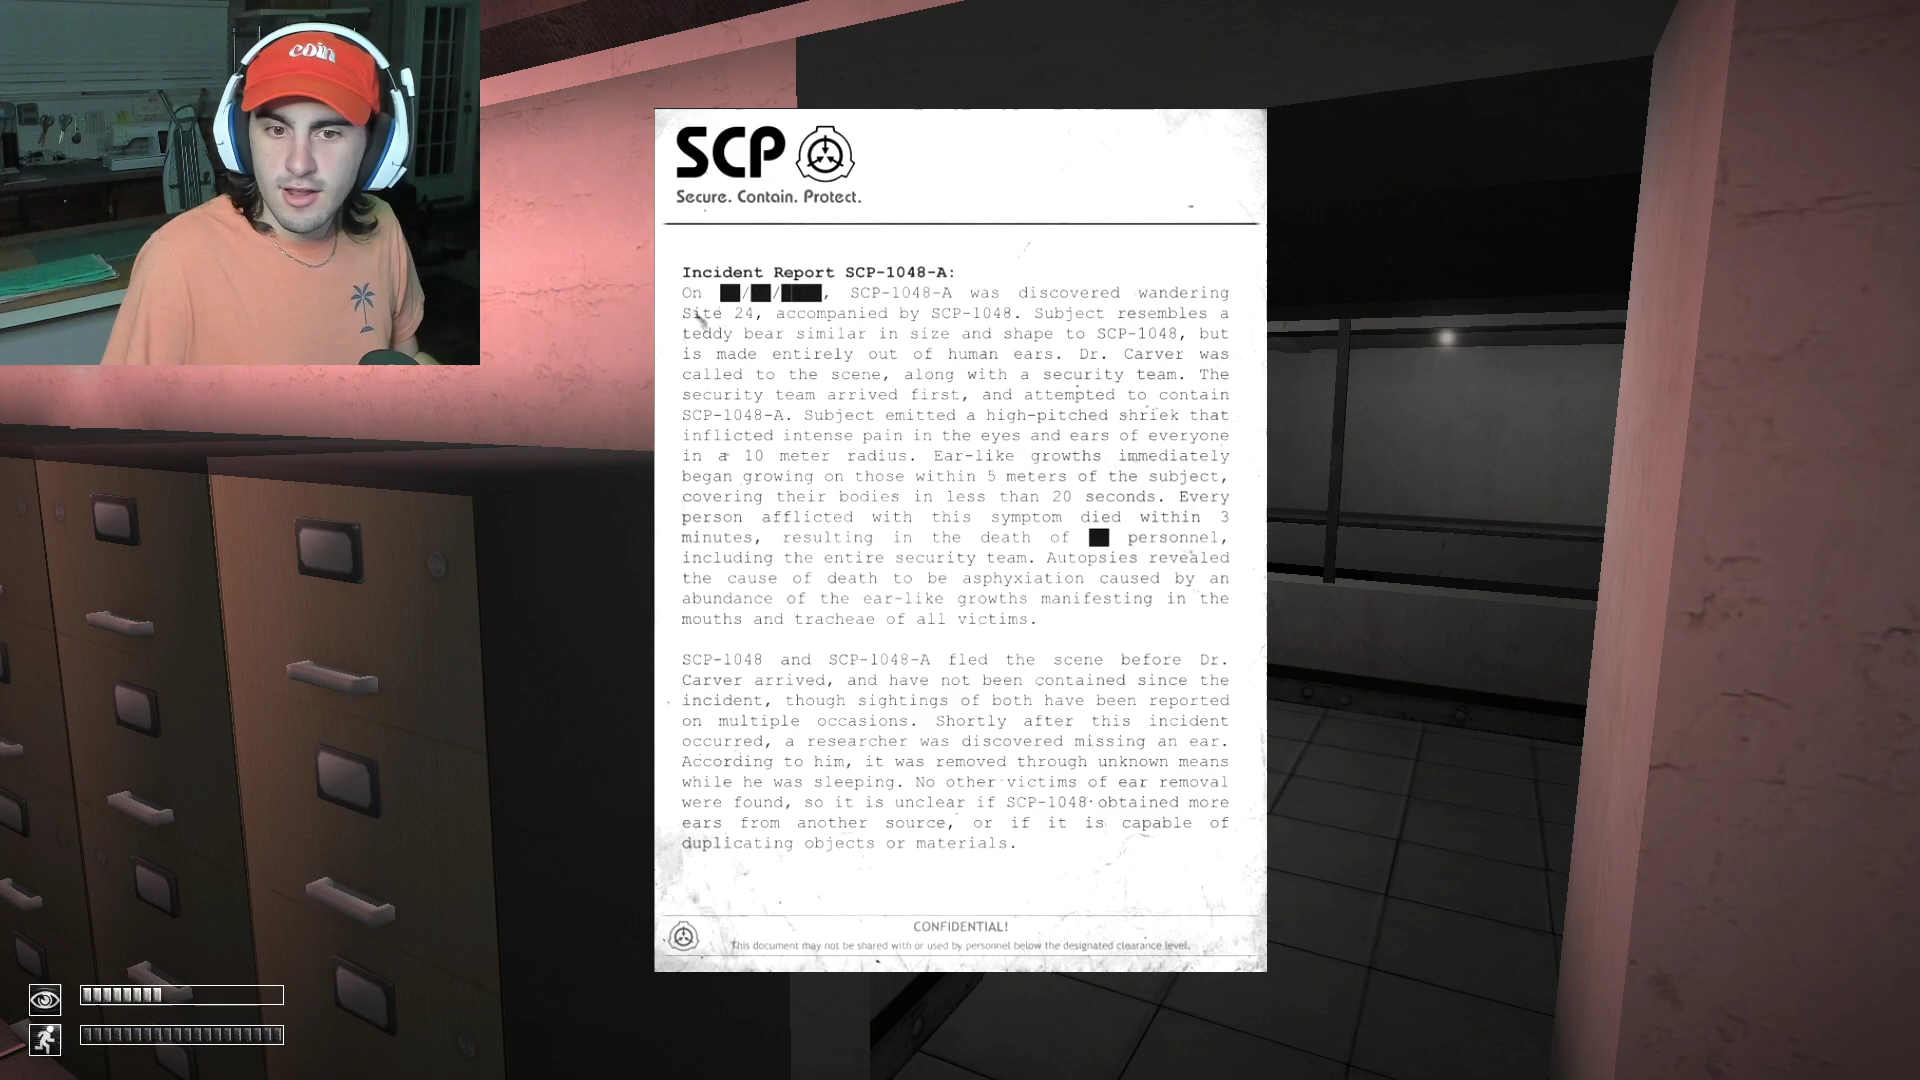 coin
SCP
Secure. Contain. Protect.
Incident Report SCP-1048-A:
On ██/██/████, SCP-1048-A was discovered wandering
Site 24, accompanied by SCP-1048. Subject resembles a
teddy bear similar in size and shape to SCP-1048, but
is made entirely out of human ears. Dr. Carver was
called to the scene, along with a security team. The
security team arrived first, and attempted to contain
SCP-1048-A. Subject emitted a high-pitched shriek that
inflicted intense pain in the eyes and ears of everyone
in a 10 meter radius. Ear-like growths immediately
began growing on those within 5 meters of the subject,
covering their bodies in less than 20 seconds. Every
person afflicted with this symptom died within 3
minutes, resulting in the death of ██ personnel,
including the entire security team. Autopsies revealed
the cause of death to be asphyxiation caused by an
abundance of the ear-like growths manifesting in the
mouths and tracheae of all victims.
SCP-1048 and SCP-1048-A fled the scene before Dr.
Carver arrived, and have not been contained since the
incident, though sightings of both have been reported
on multiple occasions. Shortly after this incident
occurred, a researcher was discovered missing an ear.
According to him, it was removed through unknown means
while he was sleeping. No other victims of ear removal
were found, so it is unclear if SCP-1048 obtained more
ears from another source, or if it is capable of
duplicating objects or materials.
CONFIDENTIAL!
This document may not be shared with or used by personnel below the designated clearance level.